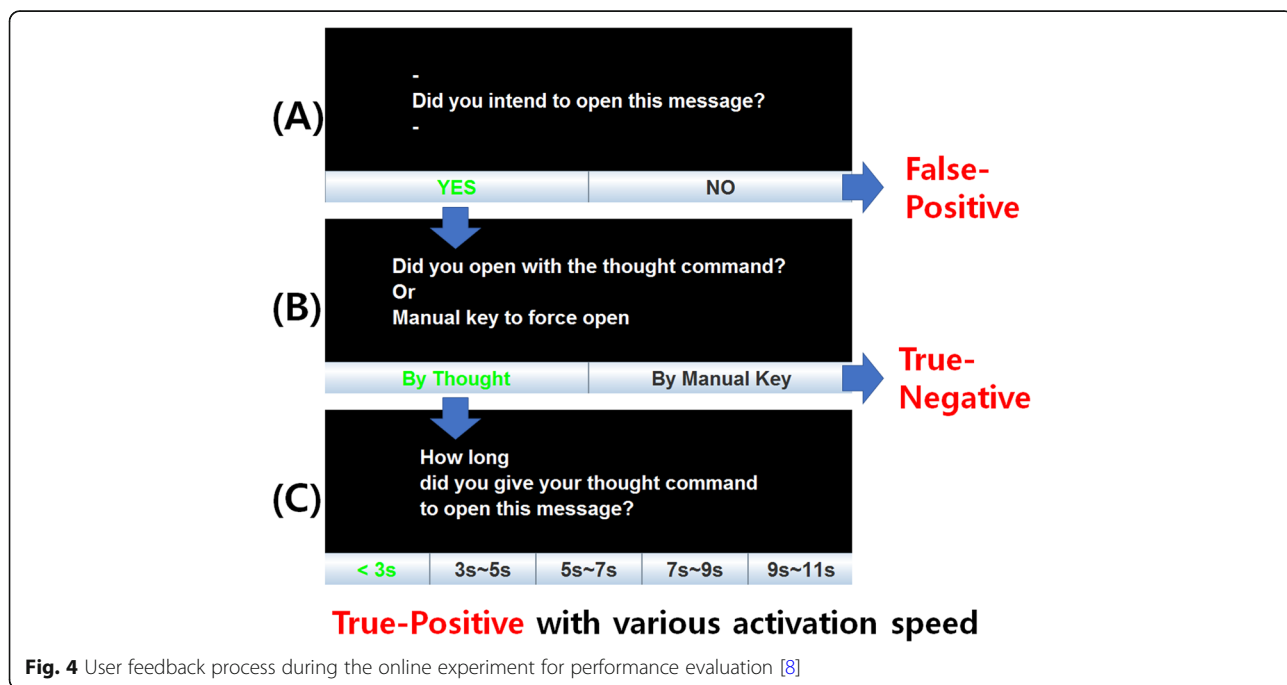 (A)
-
Did you intend to open this message?
-
YES NO
False-
Positive
(B)
Did you open with the thought command?
Or
Manual key to force open
By Thought By Manual Key
True-
Negative
(C)
How long
did you give your thought command
to open this message?
< 3s 3s~5s 5s~7s 7s~9s 9s~11s
True-Positive with various activation speed
Fig. 4 User feedback process during the online experiment for performance evaluation [8]